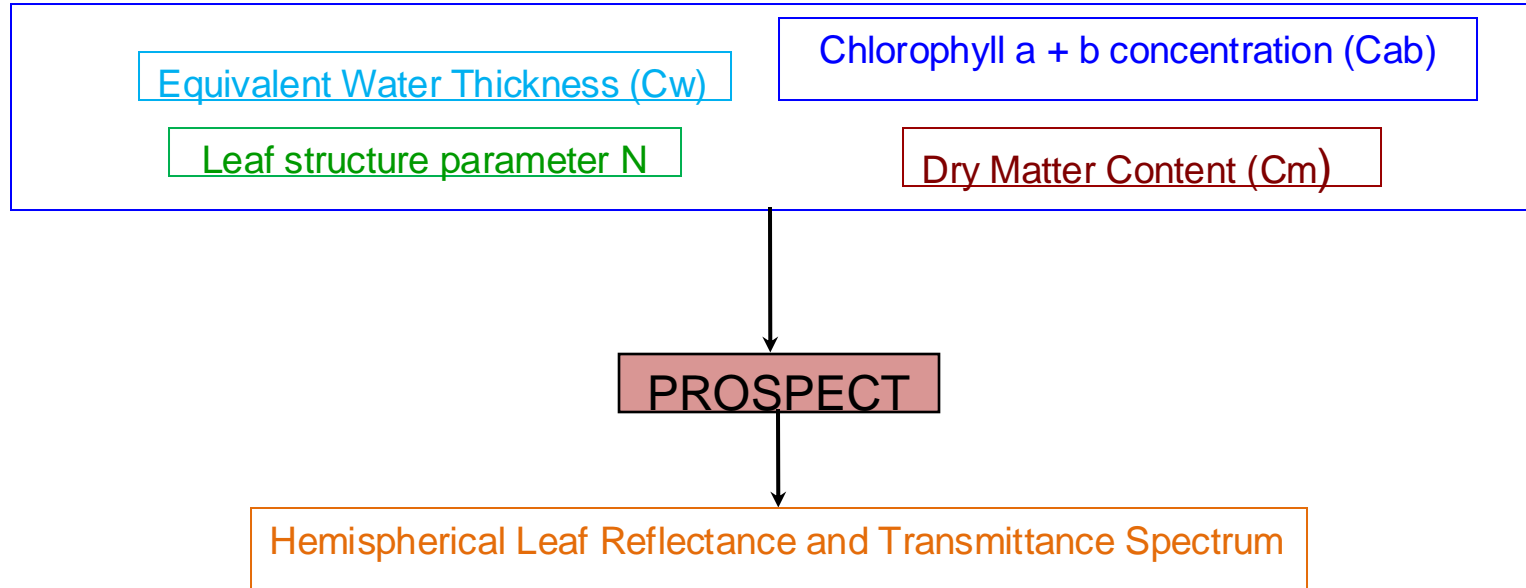 Chlorophyll a + b concentration (Cab)
Equivalent Water Thickness (Cw)
Leaf structure parameter N
Dry Matter Content (Cm)
PROSPECT
Hemispherical Leaf Reflectance and Transmittance Spectrum